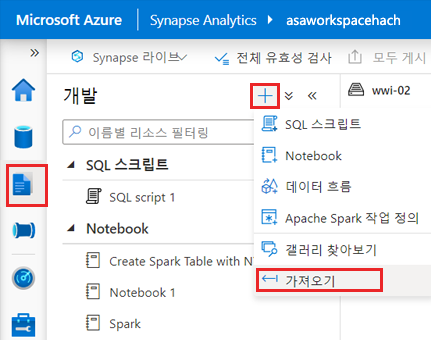 Microsoft Azure Synapse Analytics asaworkspacehach
Synapse 라이브 전체 유효성 검사 모두 게시
개발 wwi-02
이름별 리소스 필터링
SQL 스크립트
SQL script 1
Notebook
Create Spark Table with
Notebook 1
Spark
SQL 스크립트
Notebook
데이터 흐름
Apache Spark 작업 정의
갤러리 찾아보기
가져오기